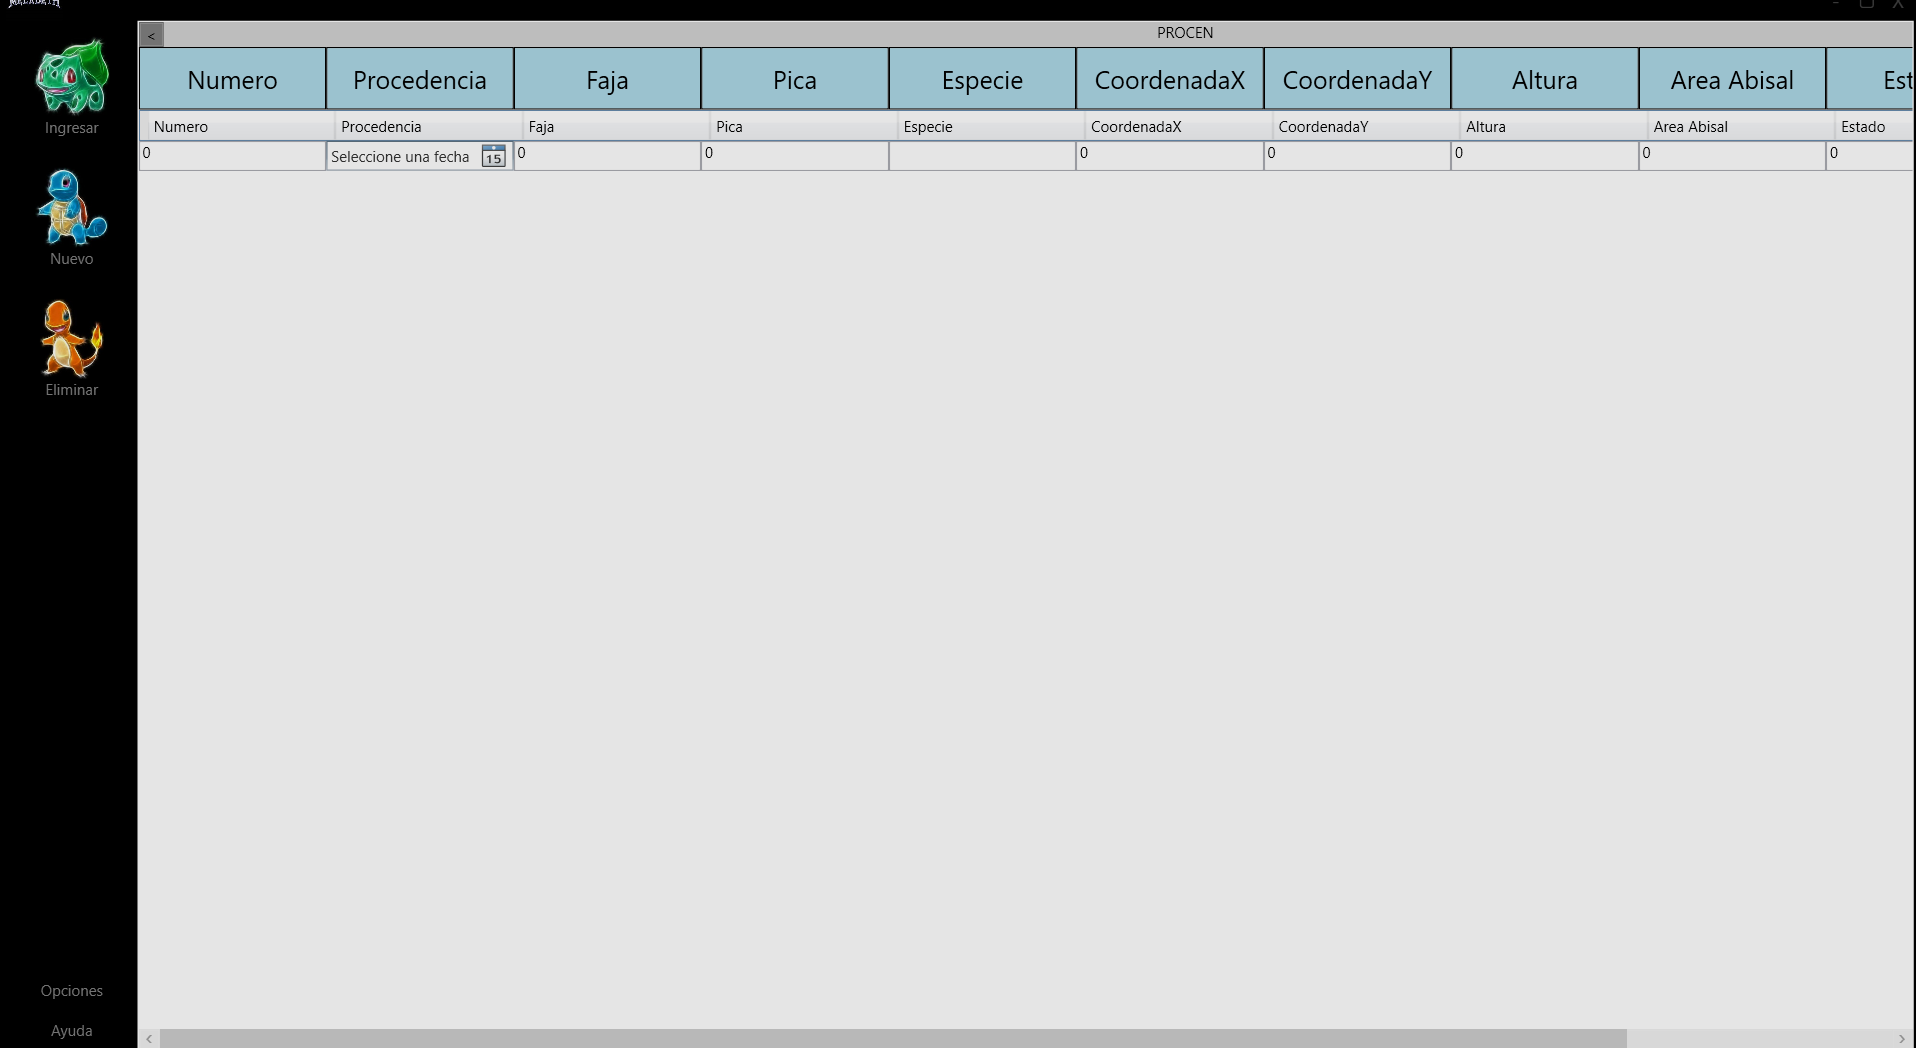 - X
< PROCEN
Numero Procedencia Faja Pica Especie CoordenadaX CoordenadaY Altura Area Abisal Est
Numero Procedencia Faja Pica Especie CoordenadaX CoordenadaY Altura Area Abisal Estado
0 Seleccione una fecha 15 0 0 0 0 0 0 0
Ingresar
Nuevo
Eliminar
Opciones
Ayuda
< >